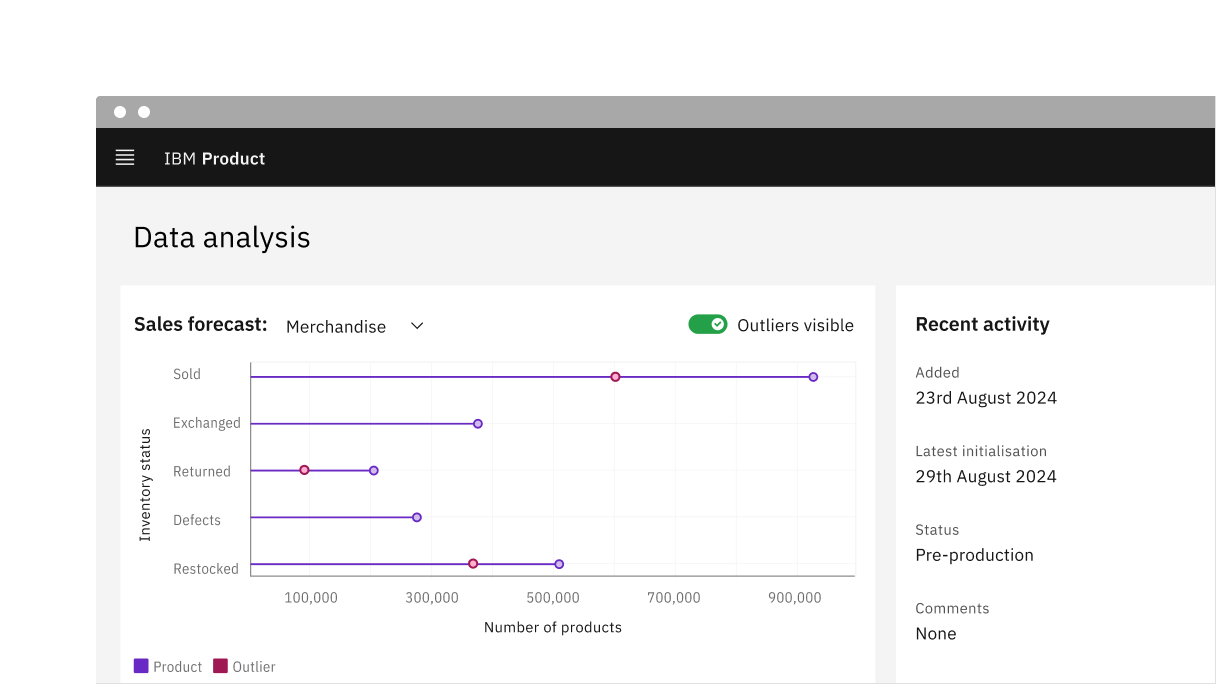 IBM Product
Data analysis
Sales forecast: Merchandise
Outliers visible
Inventory status
Sold
Exchanged
Returned
Defects
Restocked
100,000 300,000 500,000 700,000 900,000
Number of products
Product Outlier
Recent activity
Added
23rd August 2024
Latest initialisation
29th August 2024
Status
Pre-production
Comments
None